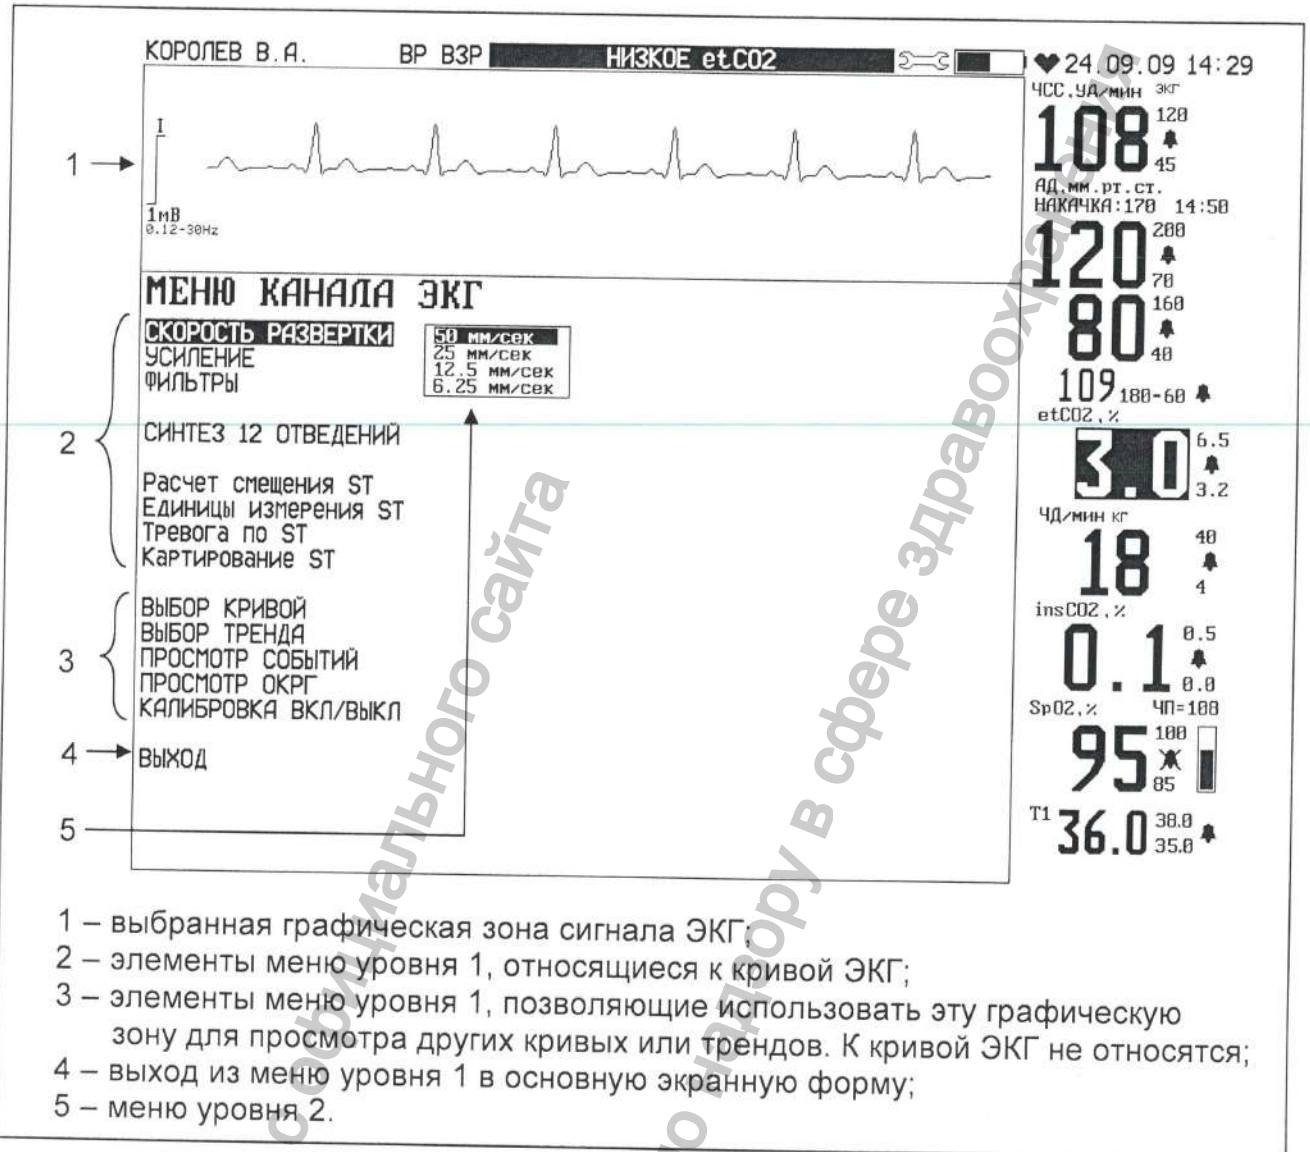 КОРОЛЕВ В.А. ВР ВЗР НИЗКОЕ etCO2 24.09.09 14:29
ЧСС,УД/МИН ЭКГ
108 120
45
I
1
1мВ
0.12-30Hz
АД,мм.рт.ст.
НАКАЧКА:170 14:50
120 200
70
80 160
40
109 180-60
etCO2,%
3.0 6.5
3.2
ЧД/МИН КГ
18 40
4
insCO2,%
0.1 0.5
0.0
SpO2,% ЧП=108
95 100
85
T1 36.0 38.0
35.0
МЕНЮ КАНАЛА ЭКГ
СКОРОСТЬ РАЗВЕРТКИ 50 мм/сек
УСИЛЕНИЕ 25 мм/сек
ФИЛЬТРЫ 12.5 мм/сек
6.25 мм/сек
2
СИНТЕЗ 12 ОТВЕДЕНИЙ
Расчет смещения ST
Единицы измерения ST
Тревога по ST
Картирование ST
ВЫБОР КРИВОЙ
ВЫБОР ТРЕНДА
3 ПРОСМОТР СОБЫТИЙ
ПРОСМОТР ОКРГ
КАЛИБРОВКА ВКЛ/ВЫКЛ
4 ВЫХОД
5
1 – выбранная графическая зона сигнала ЭКГ;
2 – элементы меню уровня 1, относящиеся к кривой ЭКГ;
3 – элементы меню уровня 1, позволяющие использовать эту графическую
зону для просмотра других кривых или трендов. К кривой ЭКГ не относятся;
4 – выход из меню уровня 1 в основную экранную форму;
5 – меню уровня 2.
с официального сайта
по надзору в сфере здравоохранения